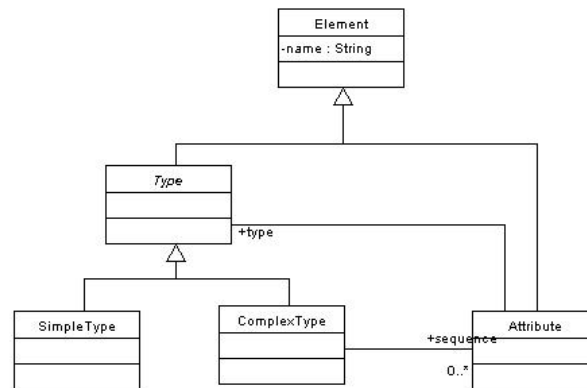 Element
-name : String
Type
+type
SimpleType
ComplexType
Attribute
+sequence
0..*